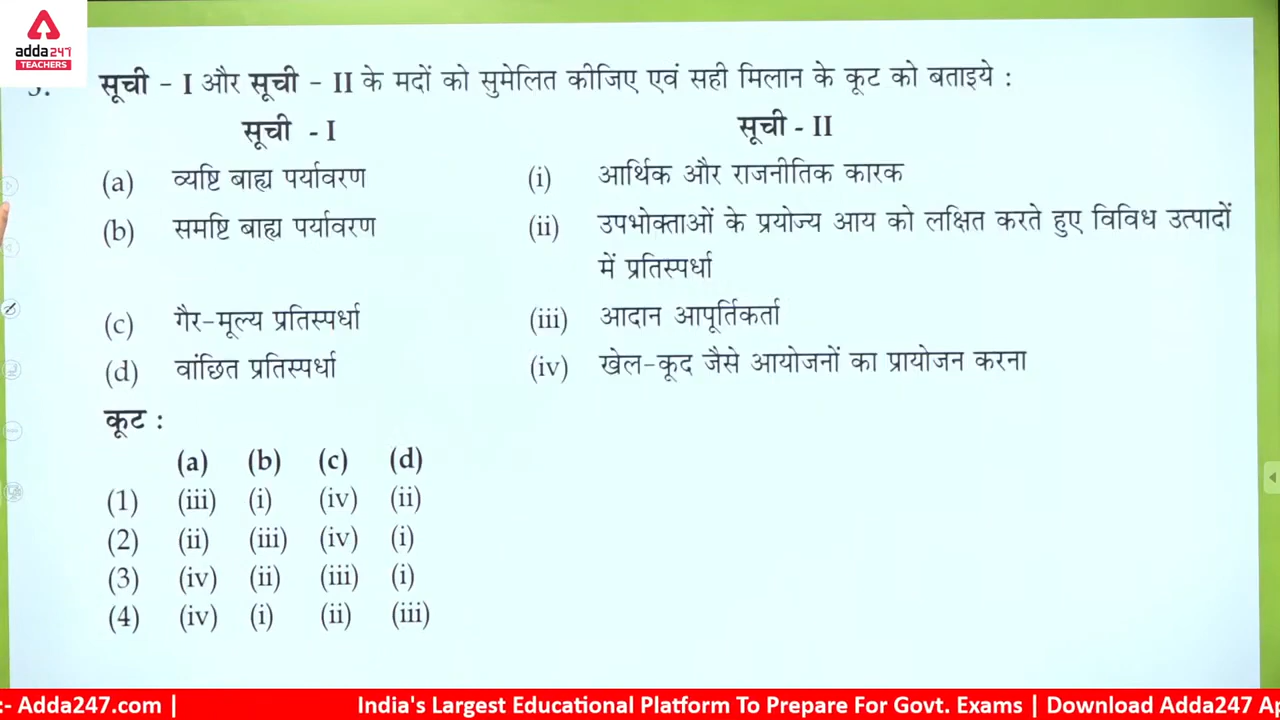 adda247
TEACHERS
सूची - I और सूची - II के मदों को सुमेलित कीजिए एवं सही मिलान के कूट को बताइये :
सूची - I सूची - II
(a) व्यष्टि बाह्य पर्यावरण (i) आर्थिक और राजनीतिक कारक
(b) समष्टि बाह्य पर्यावरण (ii) उपभोक्ताओं के प्रयोज्य आय को लक्षित करते हुए विविध उत्पादों
में प्रतिस्पर्धा
(c) गैर-मूल्य प्रतिस्पर्धा (iii) आदान आपूर्तिकर्ता
(d) वांछित प्रतिस्पर्धा (iv) खेल-कूद जैसे आयोजनों का प्रायोजन करना
कूट :
(a) (b) (c) (d)
(1) (iii) (i) (iv) (ii)
(2) (ii) (iii) (iv) (i)
(3) (iv) (ii) (iii) (i)
(4) (iv) (i) (ii) (iii)
:- Adda247.com | India's Largest Educational Platform To Prepare For Govt. Exams | Download Adda247 Ap